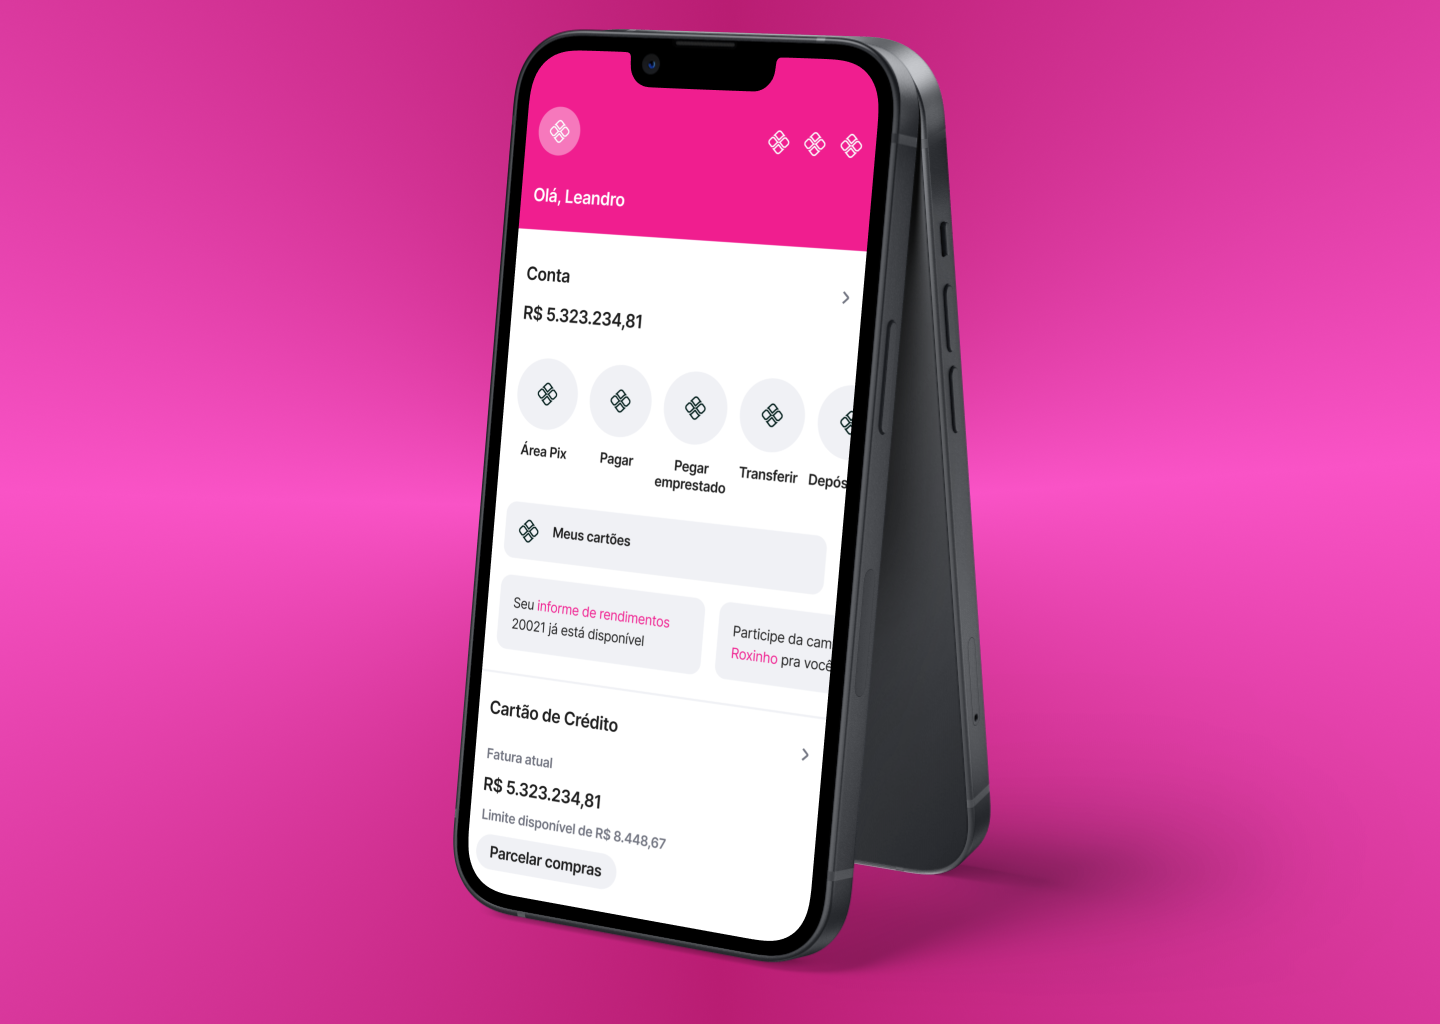 Olá, Leandro
Conta
R$ 5.323.234,81
Área Pix
Pagar
Pegar
emprestado
Transferir
Depós
Meus cartões
Seu informe de rendimentos
20021 já está disponível
Participe da cam
Roxinho pra você
Cartão de Crédito
Fatura atual
R$ 5.323.234,81
Limite disponível de R$ 8.448,67
Parcelar compras